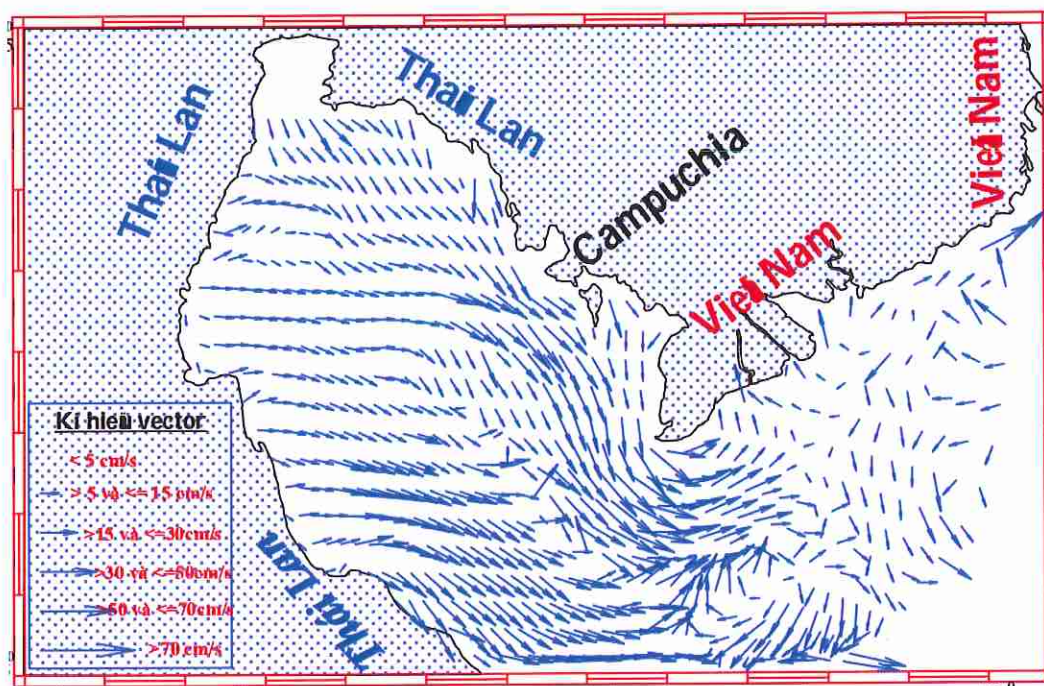 Thai Lan
Thai Lan
Campuchia
Việt Nam
Việt Nam
Thái Lan
Kí hieäu vector
< 5 cm/s
> 5 và <= 15 cm/s
>15 và <=30cm/s
>30 và <=50cm/s
>50 và <=70cm/s
>70 cm/s